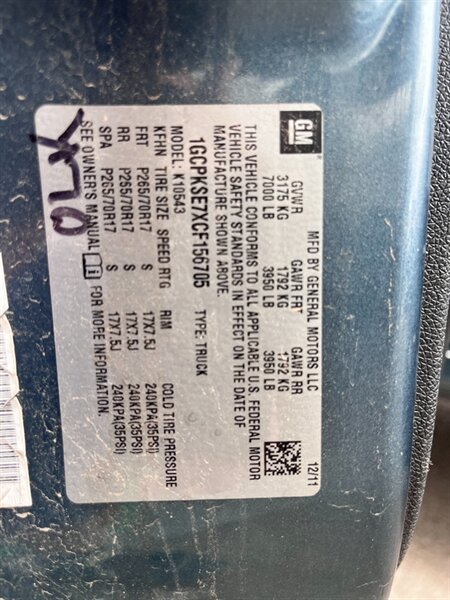 GM
MFD BY GENERAL MOTORS LLC 12/11
GVWR GAWR FRT GAWR RR
3175 KG 1792 KG 1792 KG
7000 LB 3950 LB 3950 LB
THIS VEHICLE CONFORMS TO ALL APPLICABLE U.S. FEDERAL MOTOR
VEHICLE SAFETY STANDARDS IN EFFECT ON THE DATE OF
MANUFACTURE SHOWN ABOVE.
1GCPKSE7XCF156705 TYPE: TRUCK
MODEL: K10543
KFHN TIRE SIZE SPEED RTG RIM COLD TIRE PRESSURE
FRT P265/70R17 S 17X7.5J 240KPA(35PSI)
RR P265/70R17 S 17X7.5J 240KPA(35PSI)
SPA P265/70R17 S 17X7.5J 240KPA(35PSI)
SEE OWNER'S MANUAL FOR MORE INFORMATION.